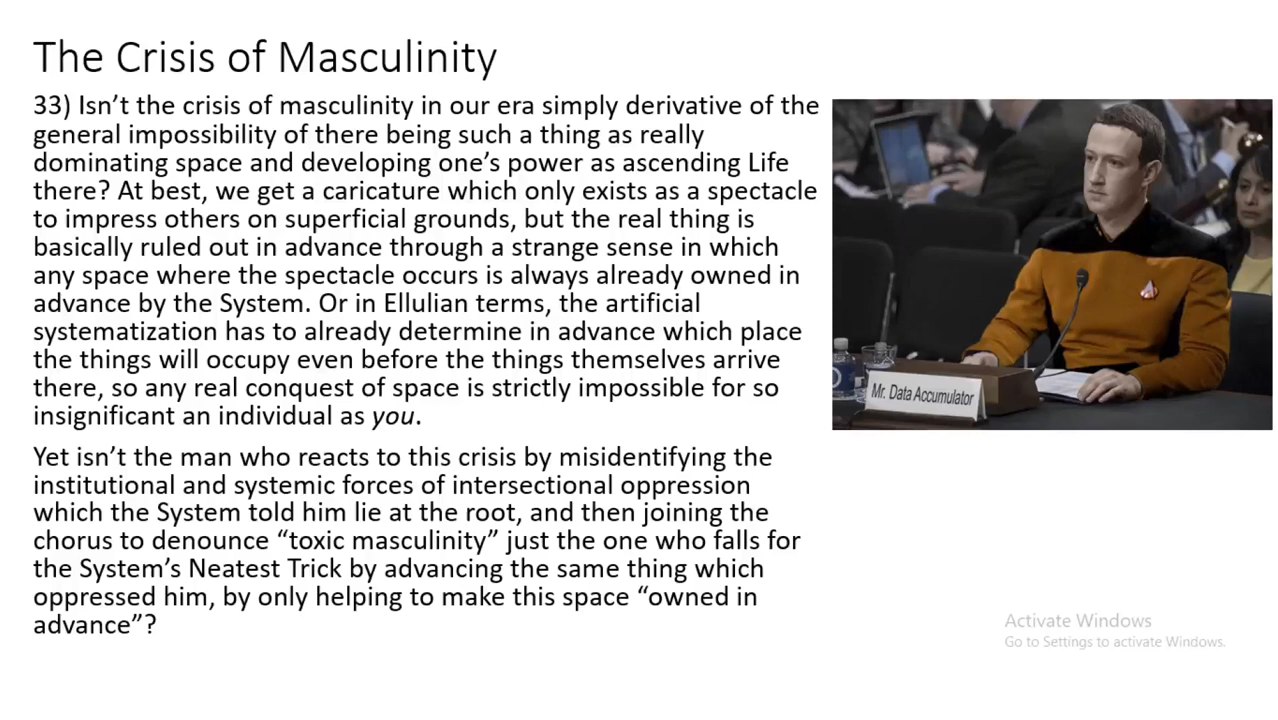 The Crisis of Masculinity
33) Isn’t the crisis of masculinity in our era simply derivative of the
general impossibility of there being such a thing as really
dominating space and developing one’s power as ascending Life
there? At best, we get a caricature which only exists as a spectacle
to impress others on superficial grounds, but the real thing is
basically ruled out in advance through a strange sense in which
any space where the spectacle occurs is always already owned in
advance by the System. Or in Ellulian terms, the artificial
systematization has to already determine in advance which place
the things will occupy even before the things themselves arrive
there, so any real conquest of space is strictly impossible for so
insignificant an individual as you.
Yet isn’t the man who reacts to this crisis by misidentifying the
institutional and systemic forces of intersectional oppression
which the System told him lie at the root, and then joining the
chorus to denounce “toxic masculinity” just the one who falls for
the System’s Neatest Trick by advancing the same thing which
oppressed him, by only helping to make this space “owned in
advance”?
Mr. Data Accumulator
Activate Windows
Go to Settings to activate Windows.